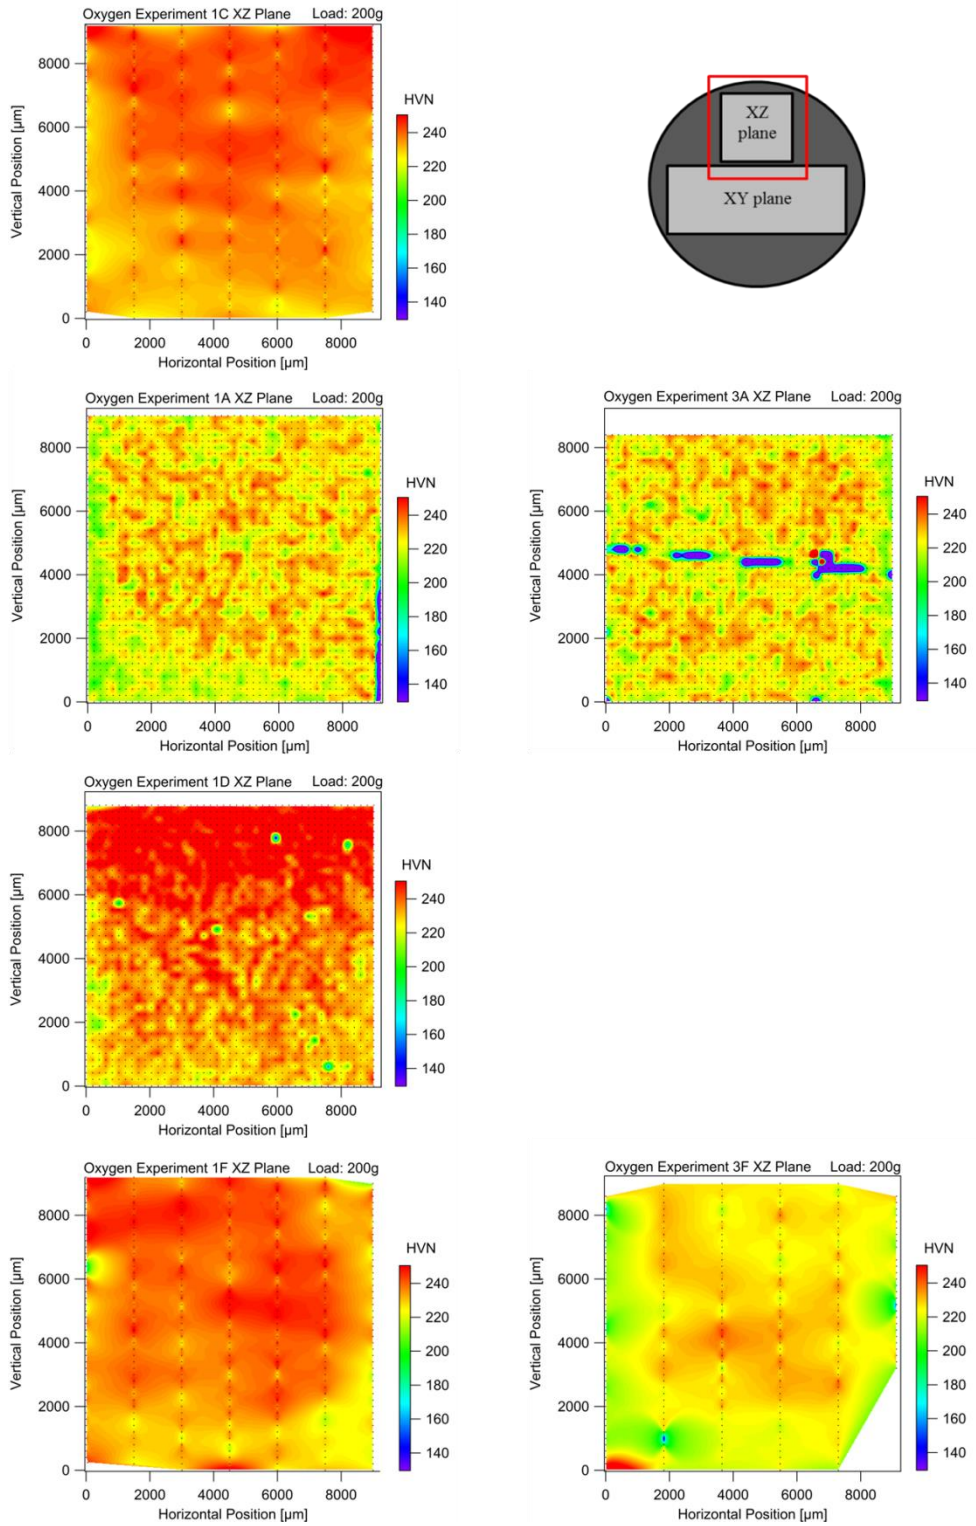 Oxygen Experiment 1C XZ Plane Load: 200g
8000
6000
4000
2000
0
Vertical Position [µm]
0 2000 4000 6000 8000
Horizontal Position [µm]
HVN
240
220
200
180
160
140
XZ
plane
XY plane
Oxygen Experiment 1A XZ Plane Load: 200g
8000
6000
4000
2000
0
Vertical Position [µm]
0 2000 4000 6000 8000
Horizontal Position [µm]
HVN
240
220
200
180
160
140
Oxygen Experiment 3A XZ Plane Load: 200g
8000
6000
4000
2000
0
Vertical Position [µm]
0 2000 4000 6000 8000
Horizontal Position [µm]
HVN
240
220
200
180
160
140
Oxygen Experiment 1D XZ Plane Load: 200g
8000
6000
4000
2000
0
Vertical Position [µm]
0 2000 4000 6000 8000
Horizontal Position [µm]
HVN
240
220
200
180
160
140
Oxygen Experiment 1F XZ Plane Load: 200g
8000
6000
4000
2000
0
Vertical Position [µm]
0 2000 4000 6000 8000
Horizontal Position [µm]
HVN
240
220
200
180
160
140
Oxygen Experiment 3F XZ Plane Load: 200g
8000
6000
4000
2000
0
Vertical Position [µm]
0 2000 4000 6000 8000
Horizontal Position [µm]
HVN
240
220
200
180
160
140